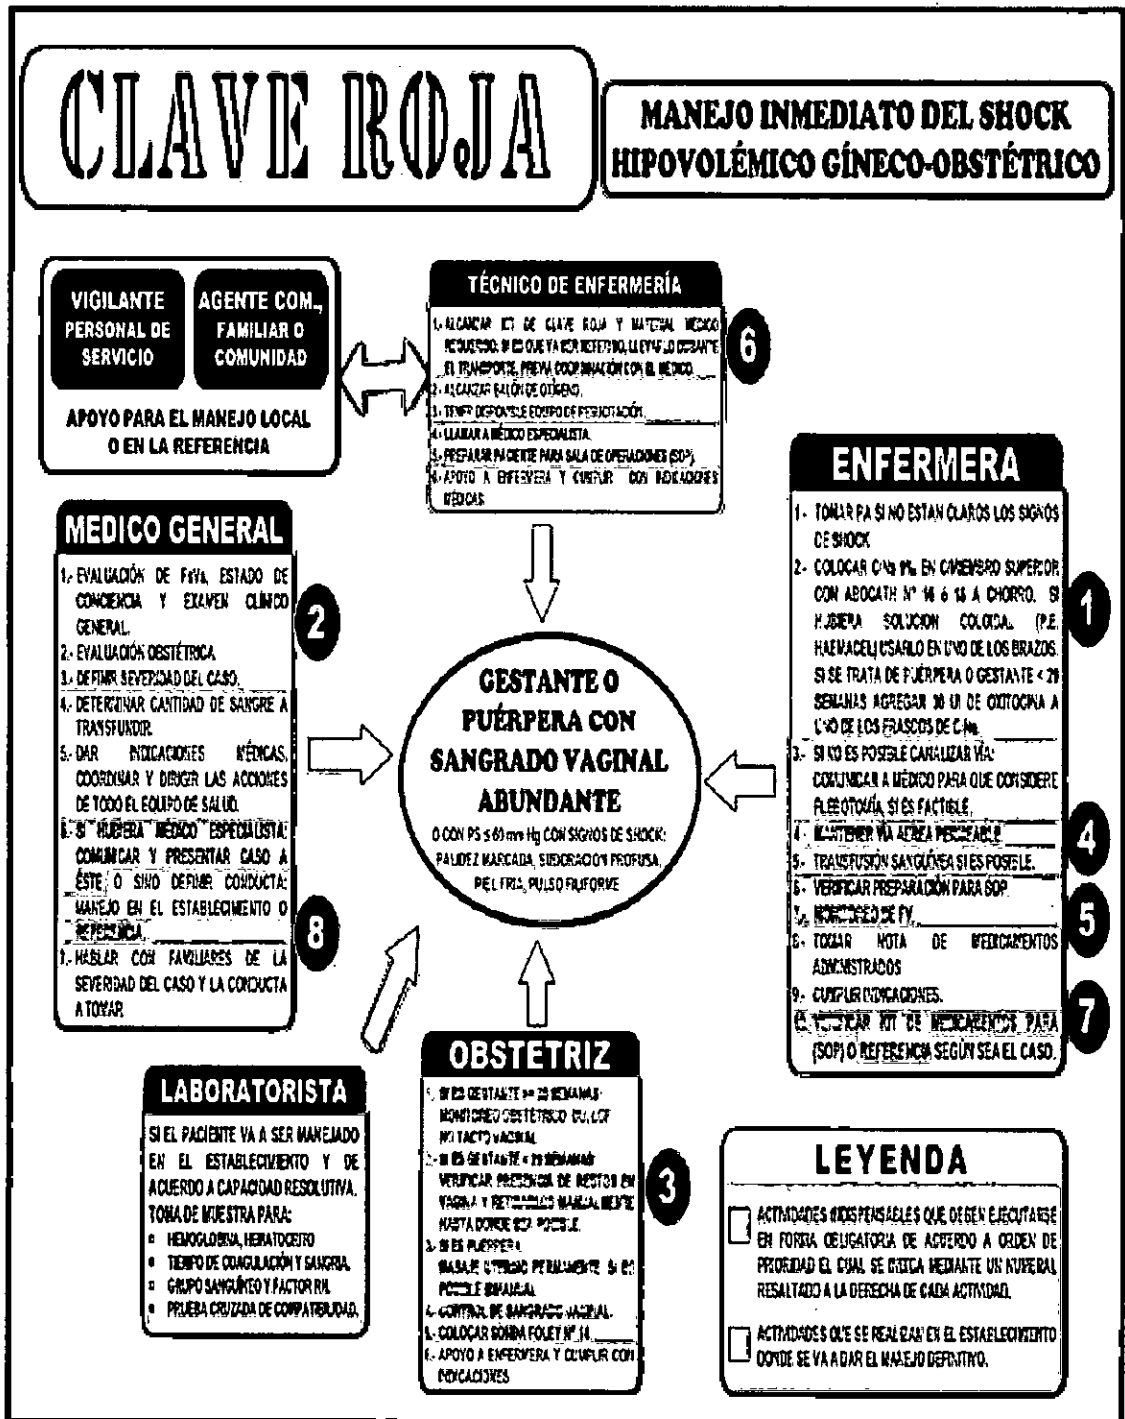 CLAVE ROJA
MANEJO INMEDIATO DEL SHOCK
HIPOVOLÉMICO GÍNECO-OBSTÉTRICO
VIGILANTE
PERSONAL DE
SERVICIO
AGENTE COM.,
FAMILIAR O
COMUNIDAD
APOYO PARA EL MANEJO LOCAL
O EN LA REFERENCIA
TÉCNICO DE ENFERMERÍA
1.- ALCANZAR KIT DE CLAVE ROJA Y MATERIAL MÉDICO
REQUERIDO. SI ES QUE VA A SER REFERIDO, LLEVARLO DURANTE
EL TRANSPORTE, PREVIA COORDINACIÓN CON EL MÉDICO.
2.- ALCANZAR BALÓN DE OXÍGENO.
3.- TENER DISPONIBLE EQUIPO DE
4.- LLAMAR A MÉDICO ESPECIALISTA.
5.- PREPARAR PACIENTE PARA SALA DE OPERACIONES (SOP).
6.- APOYO A ENFERMERA Y CUMPLIR CON INDICACIONES
MÉDICAS
6
MEDICO GENERAL
1.- EVALUACIÓN DE FsVs, ESTADO DE
CONCIENCIA Y EXAMEN CLÍNICO
GENERAL.
2.- EVALUACIÓN OBSTÉTRICA
3.- DEFINIR SEVERIDAD DEL CASO.
4.- DETERMINAR CANTIDAD DE SANGRE A
TRANSFUNDIR.
5.- DAR INDICACIONES MÉDICAS,
COORDINAR Y DIRIGIR LAS ACCIONES
DE TODO EL EQUIPO DE SALUD.
6.- SI HUBIERA MÉDICO ESPECIALISTA:
COMUNICAR Y PRESENTAR CASO A
ÉSTE, O SINO DEFINIR CONDUCTA:
MANEJO EN EL ESTABLECIMIENTO O
REFERENCIA.
7.- HABLAR CON FAMILIARES DE LA
SEVERIDAD DEL CASO Y LA CONDUCTA
A TOMAR
2
8
GESTANTE O
PUÉRPERA CON
SANGRADO VAGINAL
ABUNDANTE
O CON PS ≤ 60 mm Hg CON SIGNOS DE SHOCK:
PALIDEZ MARCADA, SUDORACION PROFUSA,
PIEL FRIA, PULSO FILIFORME
ENFERMERA
1.- TOMAR PA SI NO ESTAN CLAROS LOS SIGNOS
DE SHOCK
2.- COLOCAR EN C/MIEMBRO SUPERIOR
CON ABOCATH Nº 16 ó 18 A CHORRO. SI
HUBIERA SOLUCION COLOIDAL (P.E.
HAEMACEL) USARLO EN UNO DE LOS BRAZOS.
SI SE TRATA DE PUÉRPERA O GESTANTE <
SEMANAS AGREGAR 30 UI DE OXITOCINA A
UNO DE LOS FRASCOS DE
3.- SI NO ES POSIBLE CANALIZAR VÍA:
COMUNICAR A MÉDICO PARA QUE CONSIDERE
FLEBOTOMÍA, SI ES FACTIBLE.
4.- MANTENER VÍA AEREA PERMEABLE
5.- TRANSFUSIÓN SANGUÍNEA SI ES POSIBLE.
6.- VERIFICAR PREPARACIÓN PARA SOP.
7.- MONITOREO DE FV.
8.- TOMAR NOTA DE MEDICAMENTOS
ADMINISTRADOS
9.- CUMPLIR INDICACIONES.
10.- VERIFICAR KIT DE MEDICAMENTOS PARA
(SOP) O REFERENCIA SEGÚN SEA EL CASO.
1
4
5
7
LABORATORISTA
SI EL PACIENTE VA A SER MANEJADO
EN EL ESTABLECIMIENTO Y DE
ACUERDO A CAPACIDAD RESOLUTIVA.
TOMA DE MUESTRA PARA:
HEMOGLOBINA, HEMATOCRITO
TIEMPO DE COAGULACIÓN Y SANGRIA.
GRUPO SANGUÍNEO Y FACTOR RH.
PRUEBA CRUZADA DE COMPATIBILIDAD.
OBSTETRIZ
1.- SI ES GESTANTE SEMANAS:
MONITOREO OBSTÉTRICO
NO TACTO VAGINAL
2.- SI ES GESTANTE < SEMANAS:
VERIFICAR PRESENCIA DE RESTOS EN
VAGINA Y RETIRARLOS MANUALMENTE
HASTA DONDE SEA POSIBLE.
3.- SI ES PUÉRPERA
MASAJE UTERINO PERMANENTE SI ES
POSIBLE BIMANUAL
4.- CONTROL DE SANGRADO VAGINAL.
5.- COLOCAR SONDA FOLEY Nº 14.
6.- APOYO A ENFERMERA Y CUMPLIR CON
INDICACIONES
3
LEYENDA
ACTIVIDADES INDISPENSABLES QUE DEBEN EJECUTARSE
EN FORMA OBLIGATORIA DE ACUERDO A ORDEN DE
PRIORIDAD EL CUAL SE INDICA MEDIANTE UN NUMERAL
RESALTADO A LA DERECHA DE CADA ACTIVIDAD.
ACTIVIDADES QUE SE REALIZAN EN EL ESTABLECIMIENTO
DONDE SE VA A DAR EL MANEJO DEFINITIVO.